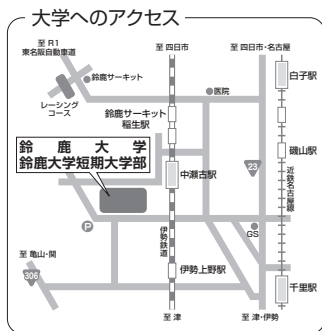 大学へのアクセス
至 R1
東名阪自動車道
至 四日市
至 四日市・名古屋
鈴鹿サーキット
白子駅
医院
レーシング
コース
鈴鹿サーキット
稲生駅
鈴鹿大学
鈴鹿大学短期大学部
磯山駅
23
中瀬古駅
近鉄名古屋線
P
伊勢鉄道
GS
至 亀山・関
伊勢上野駅
306
千里駅
至 津
至 津・伊勢